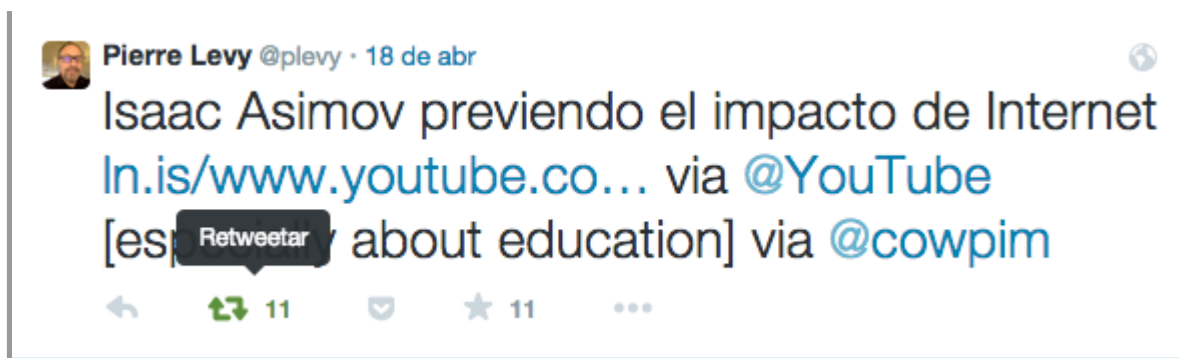 Pierre Levy @plevy · 18 de abr
Isaac Asimov previendo el impacto de Internet
ln.is/www.youtube.co... via @YouTube
[especially about education] via @cowpim
Retweetar
11 11